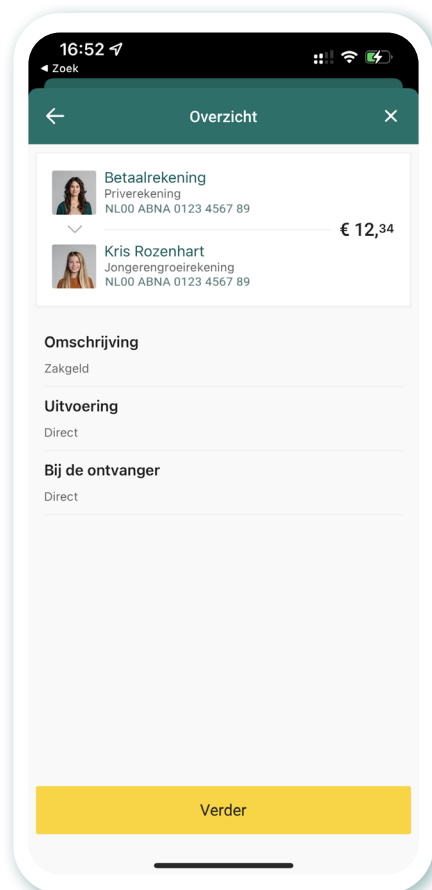 16:52
◀ Zoek
Overzicht
Betaalrekening
Priverekening
NL00 ABNA 0123 4567 89
€ 12,34
Kris Rozenhart
Jongerengroeirekening
NL00 ABNA 0123 4567 89
Omschrijving
Zakgeld
Uitvoering
Direct
Bij de ontvanger
Direct
Verder